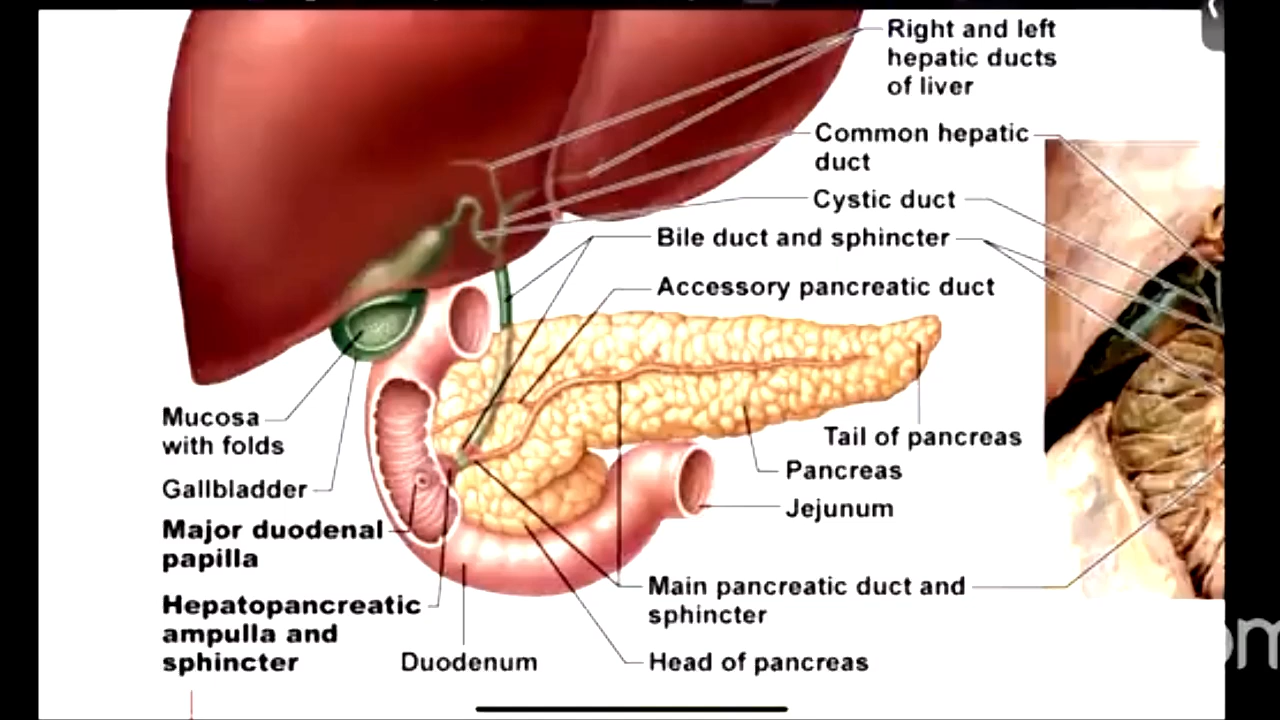 Right and left
hepatic ducts
of liver
Common hepatic
duct
Cystic duct
Bile duct and sphincter
Accessory pancreatic duct
Mucosa
with folds
Gallbladder
Major duodenal
papilla
Hepatopancreatic
ampulla and
sphincter
Duodenum
Tail of pancreas
Pancreas
Jejunum
Main pancreatic duct and
sphincter
Head of pancreas